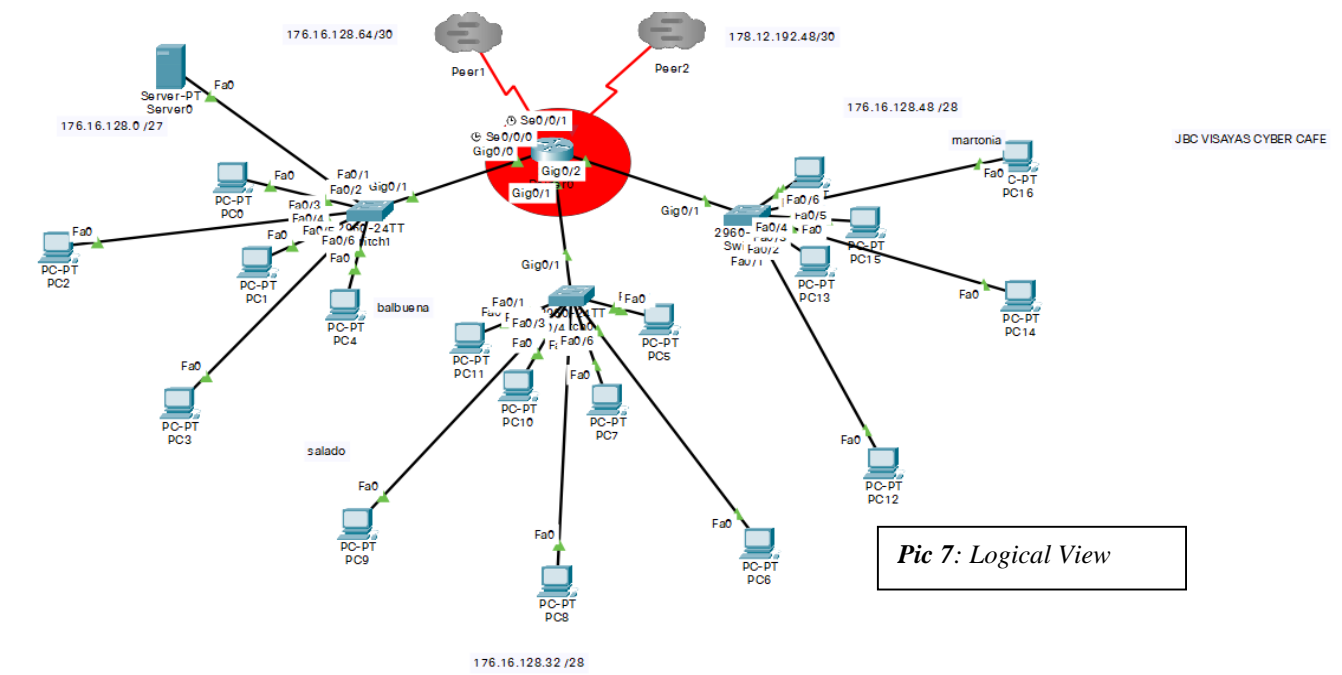 176.16.128.64/30
Peer1
Peer2
178.12.192.48/30
Server-PT
Server0
Fa0
176.16.128.0 /27
Se0/0/1
Se0/0/0
Gig0/0
Gig0/2
Gig0/1
176.16.128.48 /28
martonia
JBC VISAYAS CYBER CAFE
Fa0
PC16
Fa0
PC-PT
PC0
Fa0/1
Fa0/2
Gig0/1
Fa0/3
Fa0/4
Fa0/6
Fa0
Fa0
PC-PT
PC2
Fa0
PC-PT
PC1
PC-PT
PC4
balbuena
Gig0/1
Fa0/6
Fa0/5
Fa0/4
Fa0
Fa0/2
Fa0/1
PC-PT
PC15
PC-PT
PC13
Fa0
PC-PT
PC14
Gig0/1
Fa0/1
Fa0/3
Fa0/6
Fa0
Fa0
PC-PT
PC5
PC-PT
PC11
Fa0
PC-PT
PC10
Fa0
PC-PT
PC7
Fa0
PC-PT
PC3
salado
Fa0
PC-PT
PC9
Fa0
PC-PT
PC8
Fa0
PC-PT
PC6
Fa0
PC-PT
PC12
Pic 7: Logical View
176.16.128.32 /28